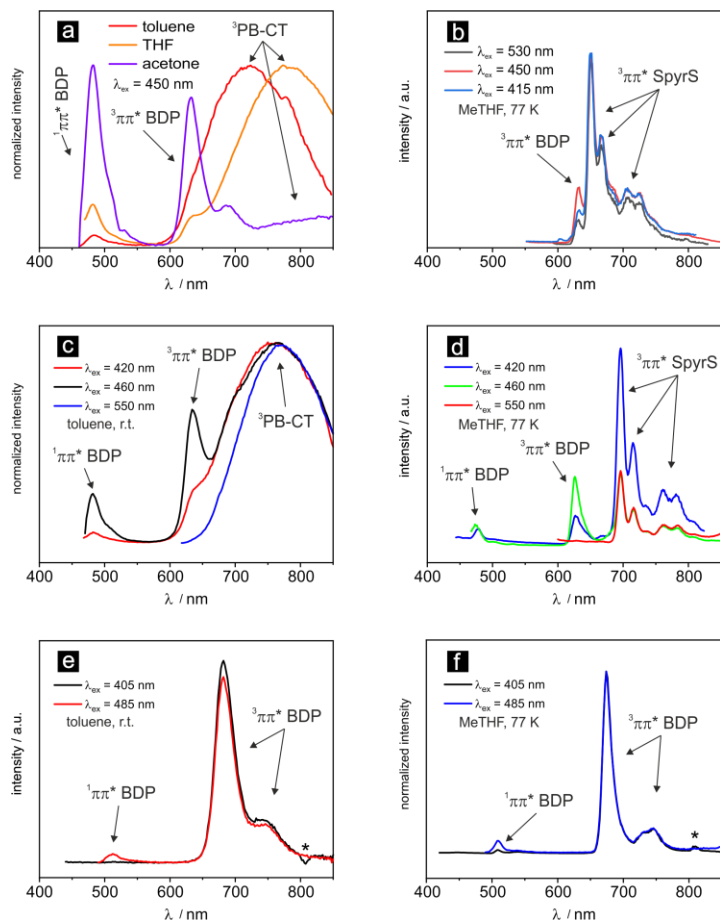 a
toluene
THF
acetone
λex = 450 nm
³PB-CT
¹ππ* BDP
³ππ* BDP
normalized intensity
400 500 600 700 800
λ / nm
b
λex = 530 nm
λex = 450 nm
λex = 415 nm
MeTHF, 77 K
³ππ* SpyrS
³ππ* BDP
intensity / a.u.
400 500 600 700 800
λ / nm
c
λex = 420 nm
λex = 460 nm
λex = 550 nm
toluene, r.t.
³ππ* BDP
³PB-CT
¹ππ* BDP
normalized intensity
400 500 600 700 800
λ / nm
d
λex = 420 nm
λex = 460 nm
λex = 550 nm
MeTHF, 77 K
³ππ* SpyrS
³ππ* BDP
¹ππ* BDP
intensity / a.u.
400 500 600 700 800
λ / nm
e
λex = 405 nm
λex = 485 nm
toluene, r.t.
³ππ* BDP
¹ππ* BDP
*
intensity / a.u.
400 500 600 700 800
λ / nm
f
λex = 405 nm
λex = 485 nm
MeTHF, 77 K
³ππ* BDP
¹ππ* BDP
*
normalized intensity
400 500 600 700 800
λ / nm